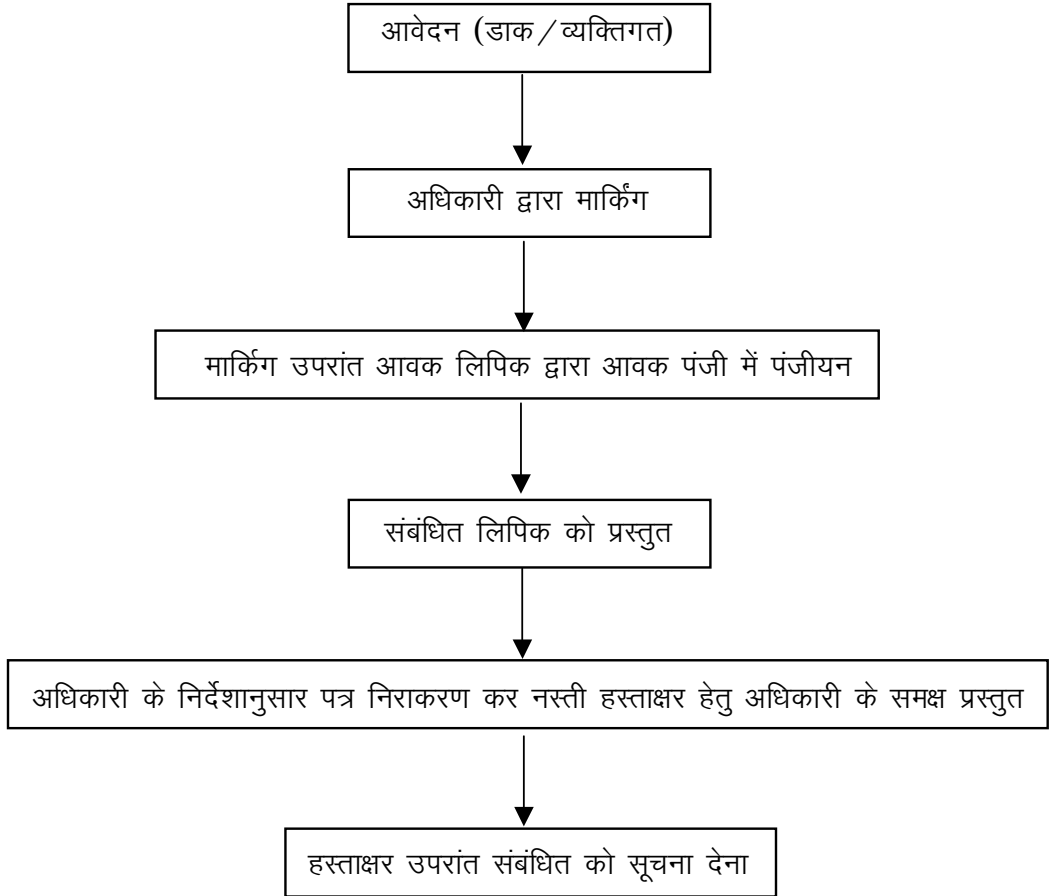 आवेदन (डाक/व्यक्तिगत)
अधिकारी द्वारा मार्किंग
मार्किग उपरांत आवक लिपिक द्वारा आवक पंजी में पंजीयन
संबंधित लिपिक को प्रस्तुत
अधिकारी के निर्देशानुसार पत्र निराकरण कर नस्ती हस्ताक्षर हेतु अधिकारी के समक्ष प्रस्तुत
हस्ताक्षर उपरांत संबंधित को सूचना देना